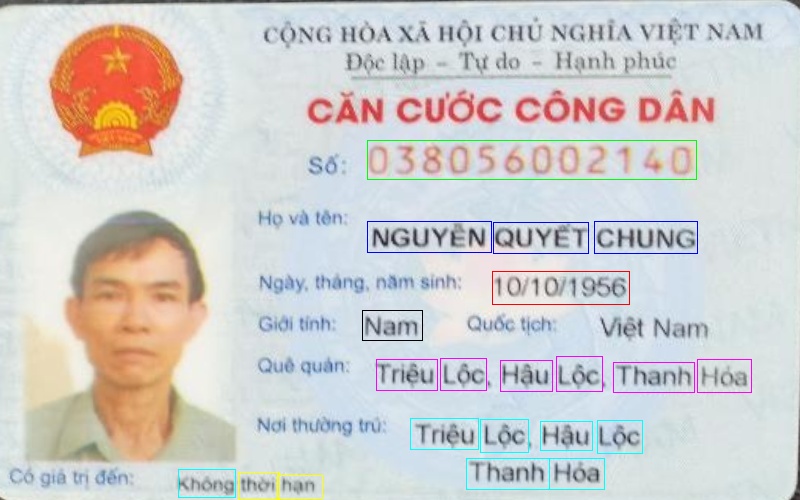 CỘNG HÒA XÃ HỘI CHỦ NGHĨA VIỆT NAM
Độc lập - Tự do - Hạnh phúc
CĂN CƯỚC CÔNG DÂN
Số: 038056002140
Họ và tên:
NGUYỄN QUYẾT CHUNG
Ngày, tháng, năm sinh: 10/10/1956
Giới tính: Nam Quốc tịch: Việt Nam
Quê quán: Triệu Lộc, Hậu Lộc, Thanh Hóa
Nơi thường trú: Triệu Lộc, Hậu Lộc
Thanh Hóa
Có giá trị đến: Không thời hạn